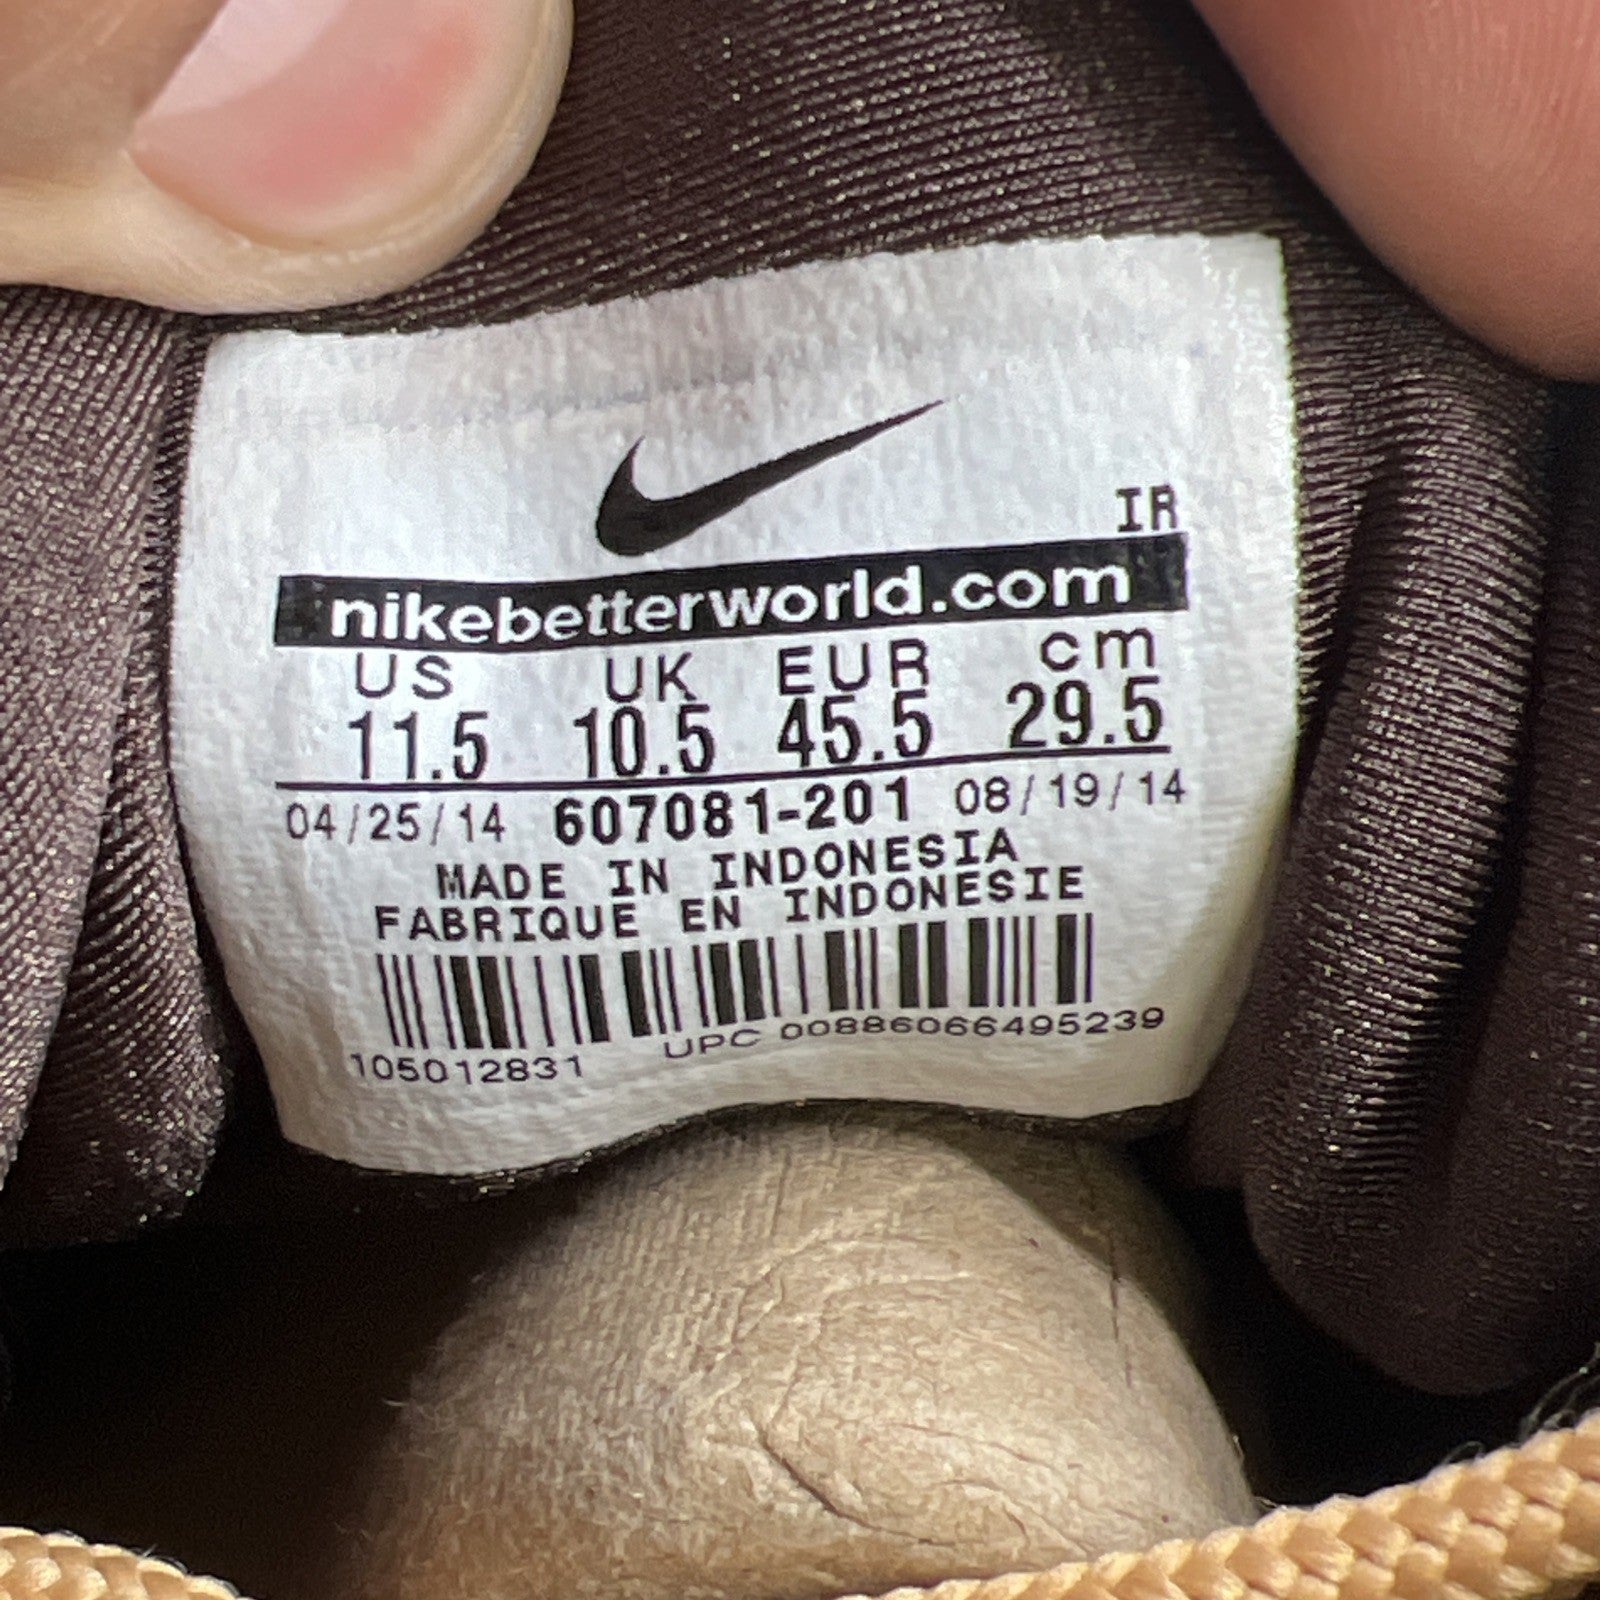 IR
nikebetterworld.com
US UK EUR cm
11.5 10.5 45.5 29.5
04/25/14 607081-201 08/19/14
MADE IN INDONESIA
FABRIQUE EN INDONESIE
105012831 UPC 00886066495239